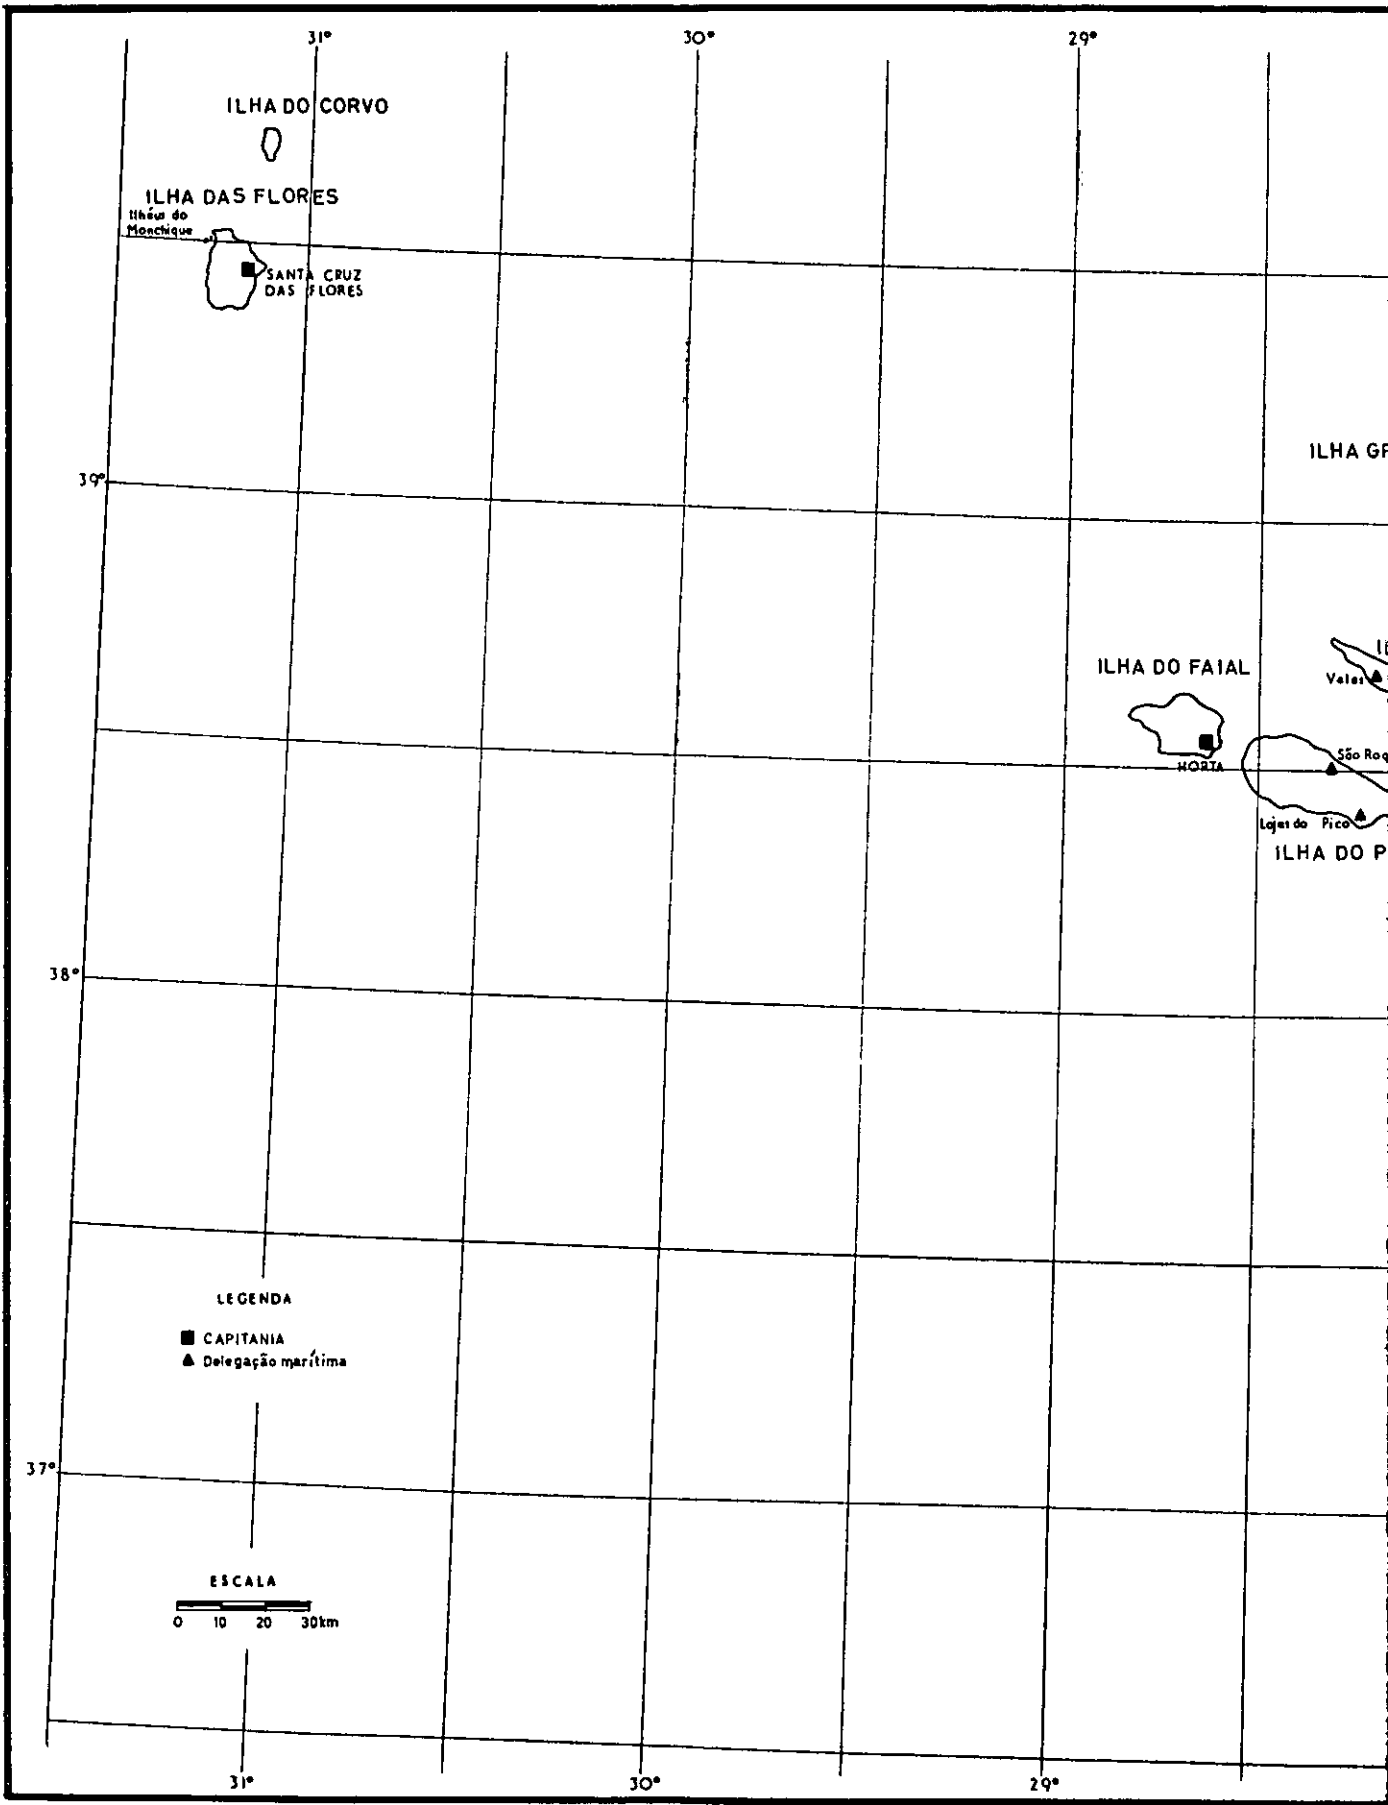 31° 30° 29°
ILHA DO CORVO
ILHA DAS FLORES
Ilhéus do
Monchique
SANTA CRUZ
DAS FLORES
ILHA GR
39°
ILHA DO FAIAL
Velas
São Roq
HORTA
Lajes do Pico
ILHA DO P
38°
LEGENDA
CAPITANIA
Delegação marítima
37°
ESCALA
0 10 20 30km
31° 30° 29°